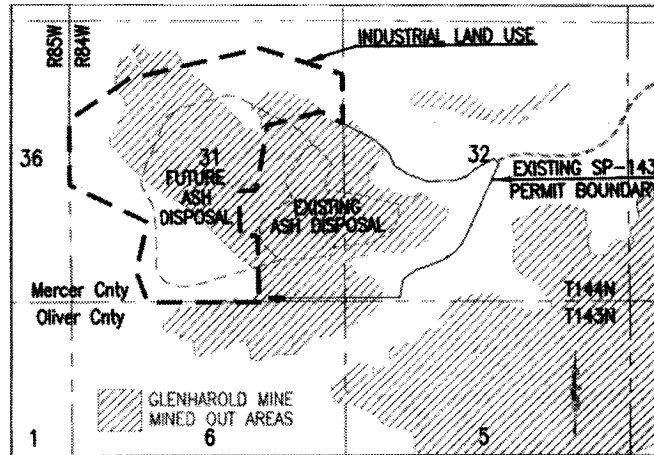 R85W
R84W
INDUSTRIAL LAND USE
36
31
FUTURE
ASH
DISPOSAL
32
EXISTING SP-143
PERMIT BOUNDARY
EXISTING
ASH DISPOSAL
Mercer Cnty
Oliver Cnty
T144N
T143N
GLENHAROLD MINE
MINED OUT AREAS
1
6
5